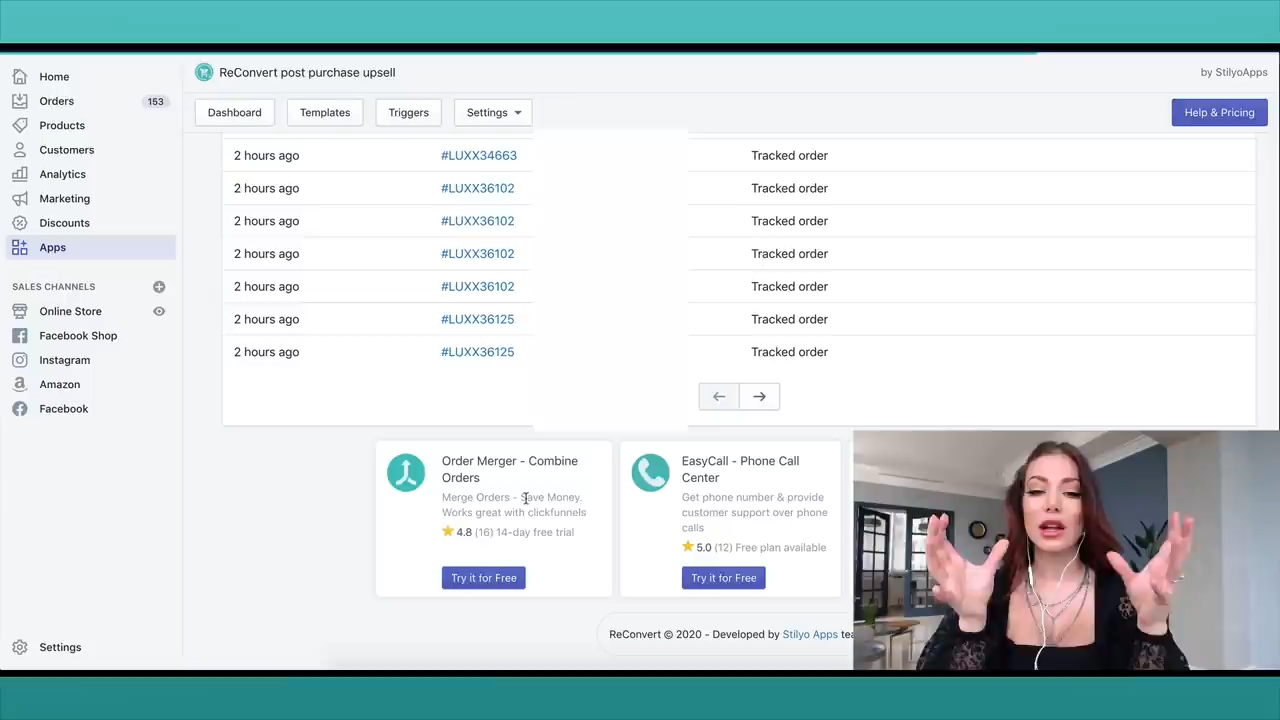 ReConvert post purchase upsell
by StilyoApps
Home
Orders 153
Products
Customers
Analytics
Marketing
Discounts
Apps
SALES CHANNELS
Online Store
Facebook Shop
Instagram
Amazon
Facebook
Settings
Dashboard Templates Triggers Settings Help & Pricing
2 hours ago #LUXX34663 Tracked order
2 hours ago #LUXX36102 Tracked order
2 hours ago #LUXX36102 Tracked order
2 hours ago #LUXX36102 Tracked order
2 hours ago #LUXX36102 Tracked order
2 hours ago #LUXX36125 Tracked order
2 hours ago #LUXX36125 Tracked order
Order Merger - Combine
Orders
Merge Orders - Save Money.
Works great with clickfunnels
4.8 (16) 14-day free trial
Try it for Free
EasyCall - Phone Call
Center
Get phone number & provide
customer support over phone
calls
5.0 (12) Free plan available
Try it for Free
ReConvert © 2020 - Developed by Stilyo Apps